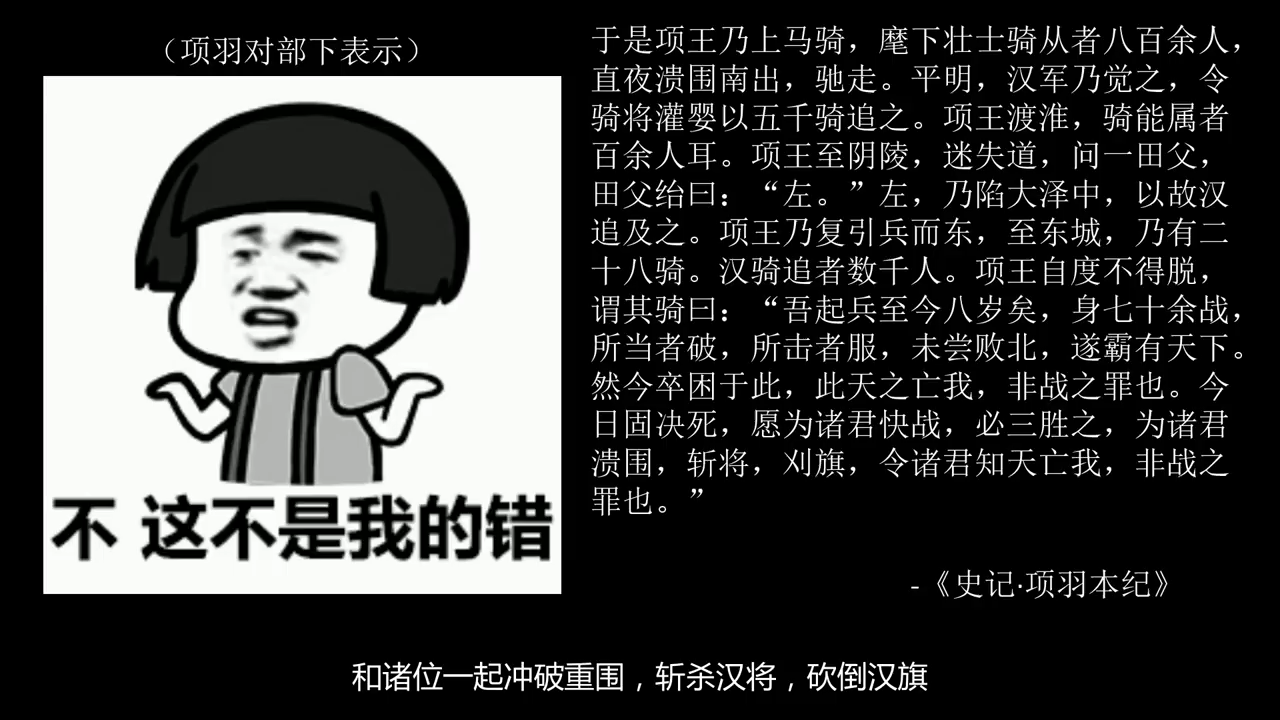 （项羽对部下表示）
不 这不是我的错
于是项王乃上马骑，麾下壮士骑从者八百余人，
直夜溃围南出，驰走。平明，汉军乃觉之，令
骑将灌婴以五千骑追之。项王渡淮，骑能属者
百余人耳。项王至阴陵，迷失道，问一田父，
田父绐曰：“左。”左，乃陷大泽中，以故汉
追及之。项王乃复引兵而东，至东城，乃有二
十八骑。汉骑追者数千人。项王自度不得脱，
谓其骑曰：“吾起兵至今八岁矣，身七十余战，
所当者破，所击者服，未尝败北，遂霸有天下。
然今卒困于此，此天之亡我，非战之罪也。今
日固决死，愿为诸君快战，必三胜之，为诸君
溃围，斩将，刈旗，令诸君知天亡我，非战之
罪也。”
-《史记·项羽本纪》
和诸位一起冲破重围，斩杀汉将，砍倒汉旗